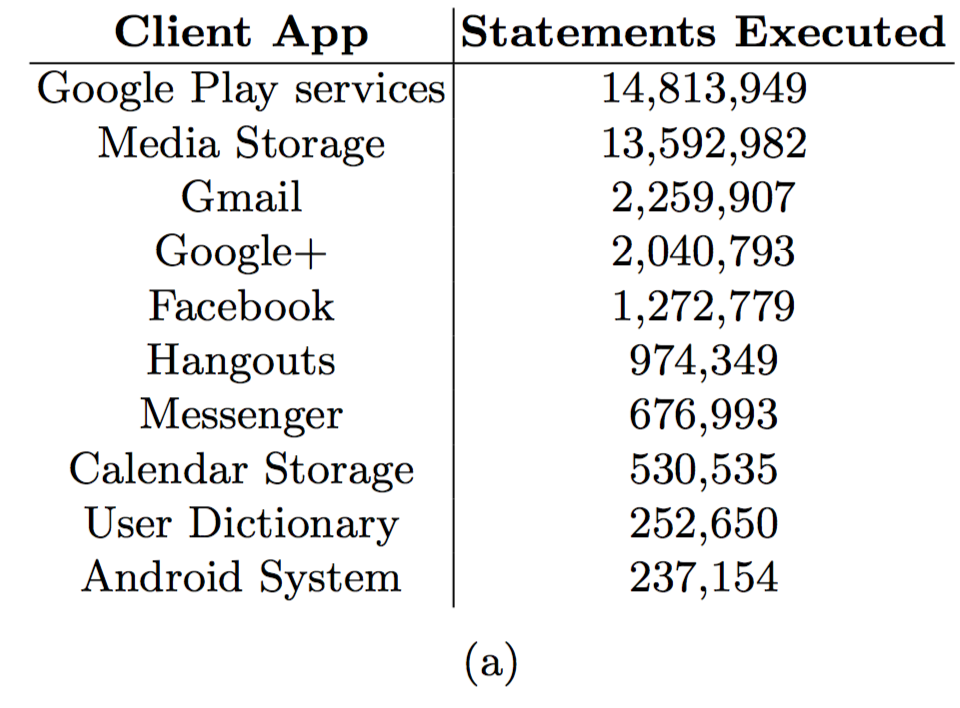 Client App Statements Executed
Google Play services 14,813,949
Media Storage 13,592,982
Gmail 2,259,907
Google+ 2,040,793
Facebook 1,272,779
Hangouts 974,349
Messenger 676,993
Calendar Storage 530,535
User Dictionary 252,650
Android System 237,154
(a)